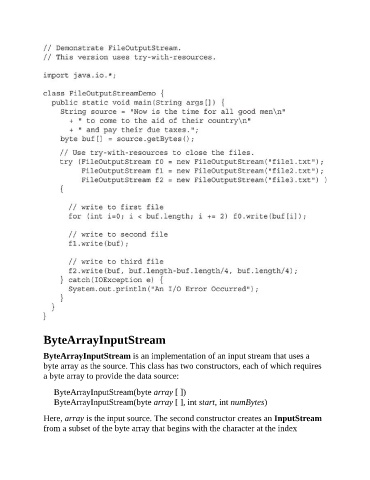 // Demonstrate FileOutputStream.
// This version uses try-with-resources.
import java.io.*;
class FileOutputStreamDemo {
public static void main(String args[]) {
String source = "Now is the time for all good men\n"
+ " to come to the aid of their country\n"
+ " and pay their due taxes.";
byte buf[] = source.getBytes();
// Use try-with-resources to close the files.
try (FileOutputStream f0 = new FileOutputStream("file1.txt");
FileOutputStream f1 = new FileOutputStream("file2.txt");
FileOutputStream f2 = new FileOutputStream("file3.txt") )
{
// write to first file
for (int i=0; i < buf.length; i += 2) f0.write(buf[i]);
// write to second file
f1.write(buf);
// write to third file
f2.write(buf, buf.length-buf.length/4, buf.length/4);
} catch(IOException e) {
System.out.println("An I/O Error Occurred");
}
}
}
ByteArrayInputStream
ByteArrayInputStream is an implementation of an input stream that uses a
byte array as the source. This class has two constructors, each of which requires
a byte array to provide the data source:
ByteArrayInputStream(byte array [ ])
ByteArrayInputStream(byte array [ ], int start, int numBytes)
Here, array is the input source. The second constructor creates an InputStream
from a subset of the byte array that begins with the character at the index